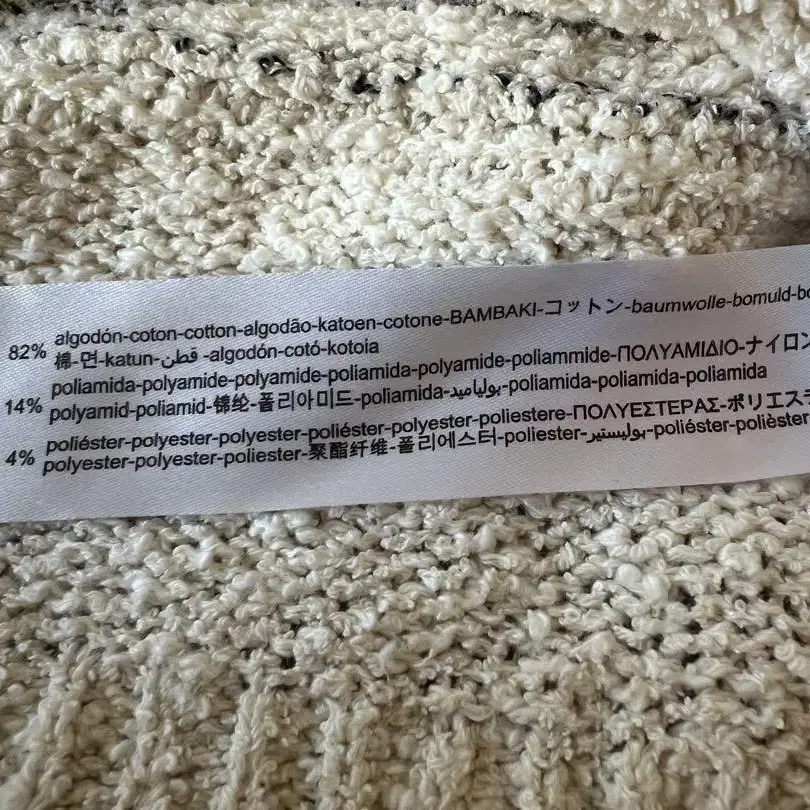 82% algodón-coton-cotton-algodão-katoen-cotone-BAMBAKI-コットン-baumwolle-bomuld-bo
棉-면-katun-قطن-algodón-cotó-kotoia
14% poliamida-polyamide-polyamide-poliamida-polyamide-poliammide-ΠΟΛΥΑΜΙΔΙΟ-ナイロン
polyamid-poliamid-锦纶-폴리아미드-poliamida-بولياميد-poliamida-poliamida-poliamida
4% poliéster-polyester-polyester-poliéster-polyester-poliestere-ΠΟΛΥΕΣΤΕΡΑΣ-ポリエステ
polyester-polyester-poliester-聚酯纤维-폴리에스터-poliester-بوليستير-poliéster-polièster